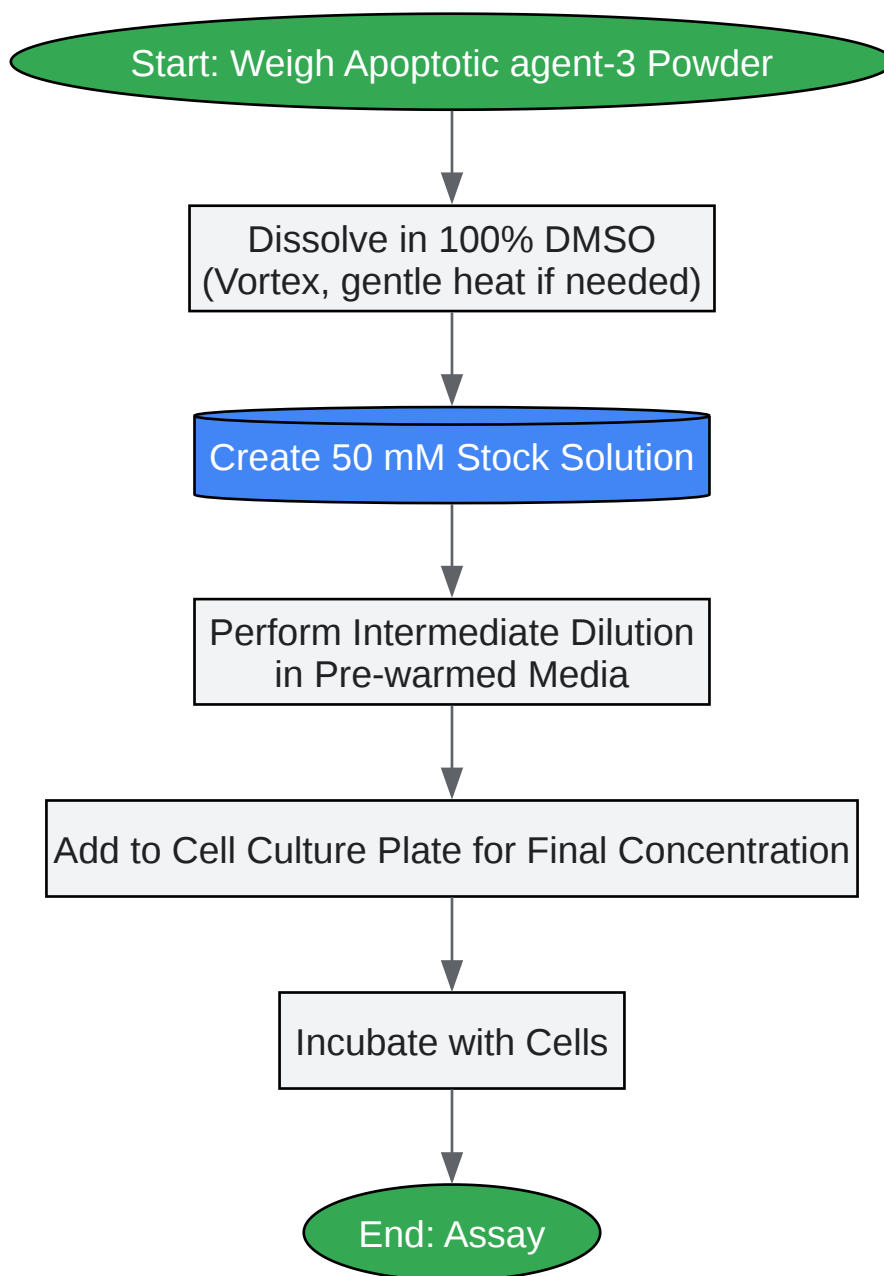 Start: Weigh Apoptotic agent-3 Powder
Dissolve in 100% DMSO
(Vortex, gentle heat if needed)
Create 50 mM Stock Solution
Perform Intermediate Dilution
in Pre-warmed Media
Add to Cell Culture Plate for Final Concentration
Incubate with Cells
End: Assay